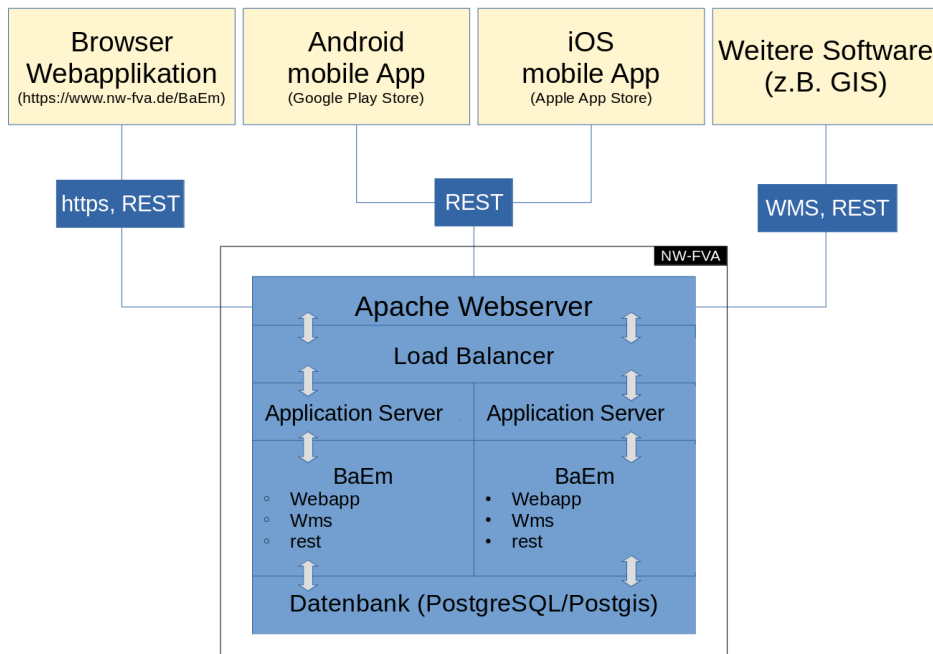 Browser
Webapplikation
(https://www.nw-fva.de/BaEm)
Android
mobile App
(Google Play Store)
iOS
mobile App
(Apple App Store)
Weitere Software
(z.B. GIS)
https, REST
REST
WMS, REST
NW-FVA
Apache Webserver
Load Balancer
Application Server
Application Server
BaEm
◦ Webapp
◦ Wms
◦ rest
BaEm
• Webapp
• Wms
• rest
Datenbank (PostgreSQL/Postgis)